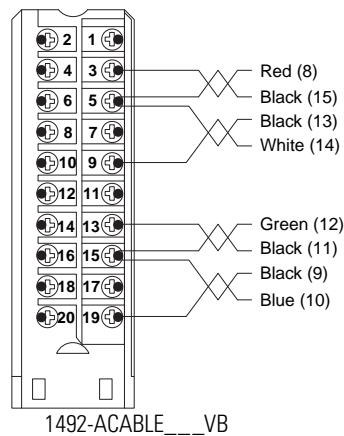 2 1
4 3 Red (8)
6 5 Black (15)
Black (13)
8 7 White (14)
10 9
12 11
14 13 Green (12)
16 15 Black (11)
Black (9)
18 17 Blue (10)
20 19
1492-ACABLE___VB